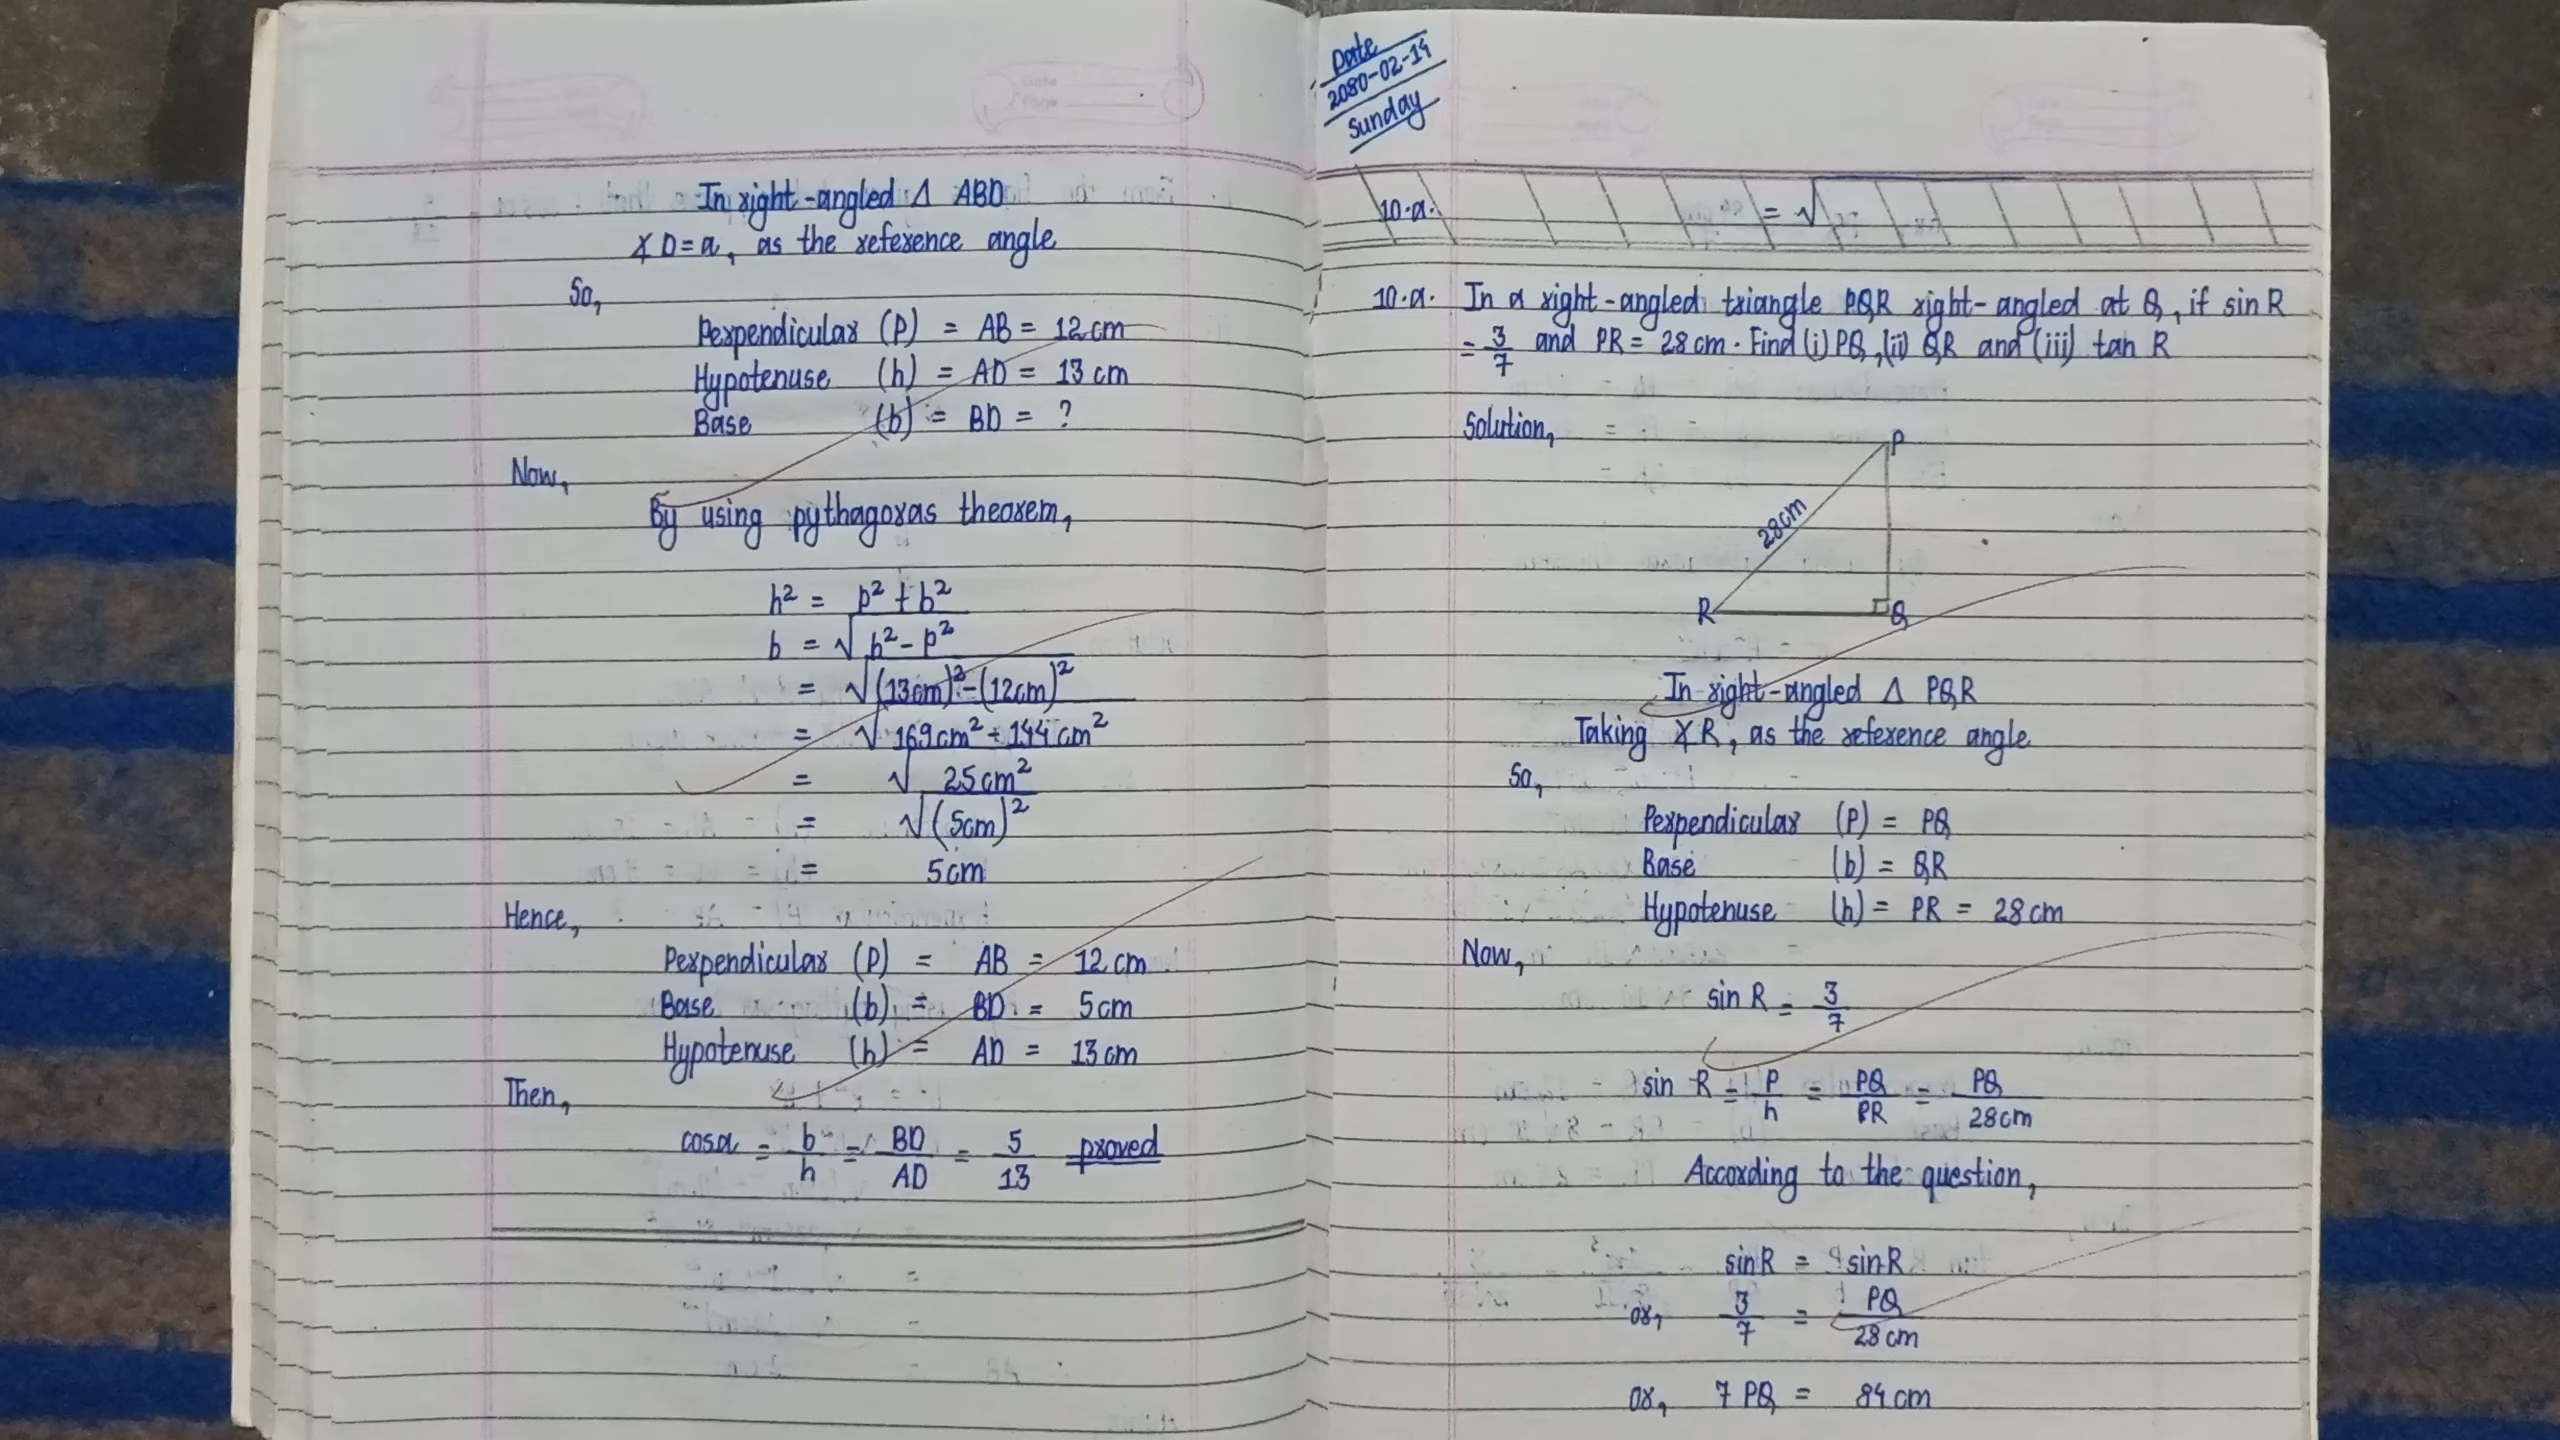 In right-angled Δ ABD
∡D=a, as the reference angle
So,
Perpendicular (P) = AB = 12 cm
Hypotenuse (h) = AD = 13 cm
Base (b) = BD = ?
Now,
By using pythagoras theorem,
h² = p² + b²
b = √h² - p²
= √(13cm)² - (12cm)²
= √169cm² - 144cm²
= √25cm²
= √(5cm)²
= 5cm
Hence,
Perpendicular (P) = AB = 12 cm
Base (b) = BD = 5cm
Hypotenuse (h) = AD = 13 cm
Then,
cosa = b/h = BD/AD = 5/13 proved
Date
2080-02-14
Sunday
10.a. = √
10.a. In a right-angled triangle PQR right-angled at Q, if sin R
= 3/7 and PR = 28 cm. Find (i) PQ, (ii) QR and (iii) tan R
Solution,
P
28cm
R Q
In right-angled Δ PQR
Taking ∡R, as the reference angle
So,
Perpendicular (P) = PQ
Base (b) = QR
Hypotenuse (h) = PR = 28 cm
Now,
sin R = 3/7
sin R = P/h = PQ/PR = PQ/28cm
According to the question,
sinR = sinR
or, 3/7 = PQ/28cm
or, 7 PQ = 84 cm